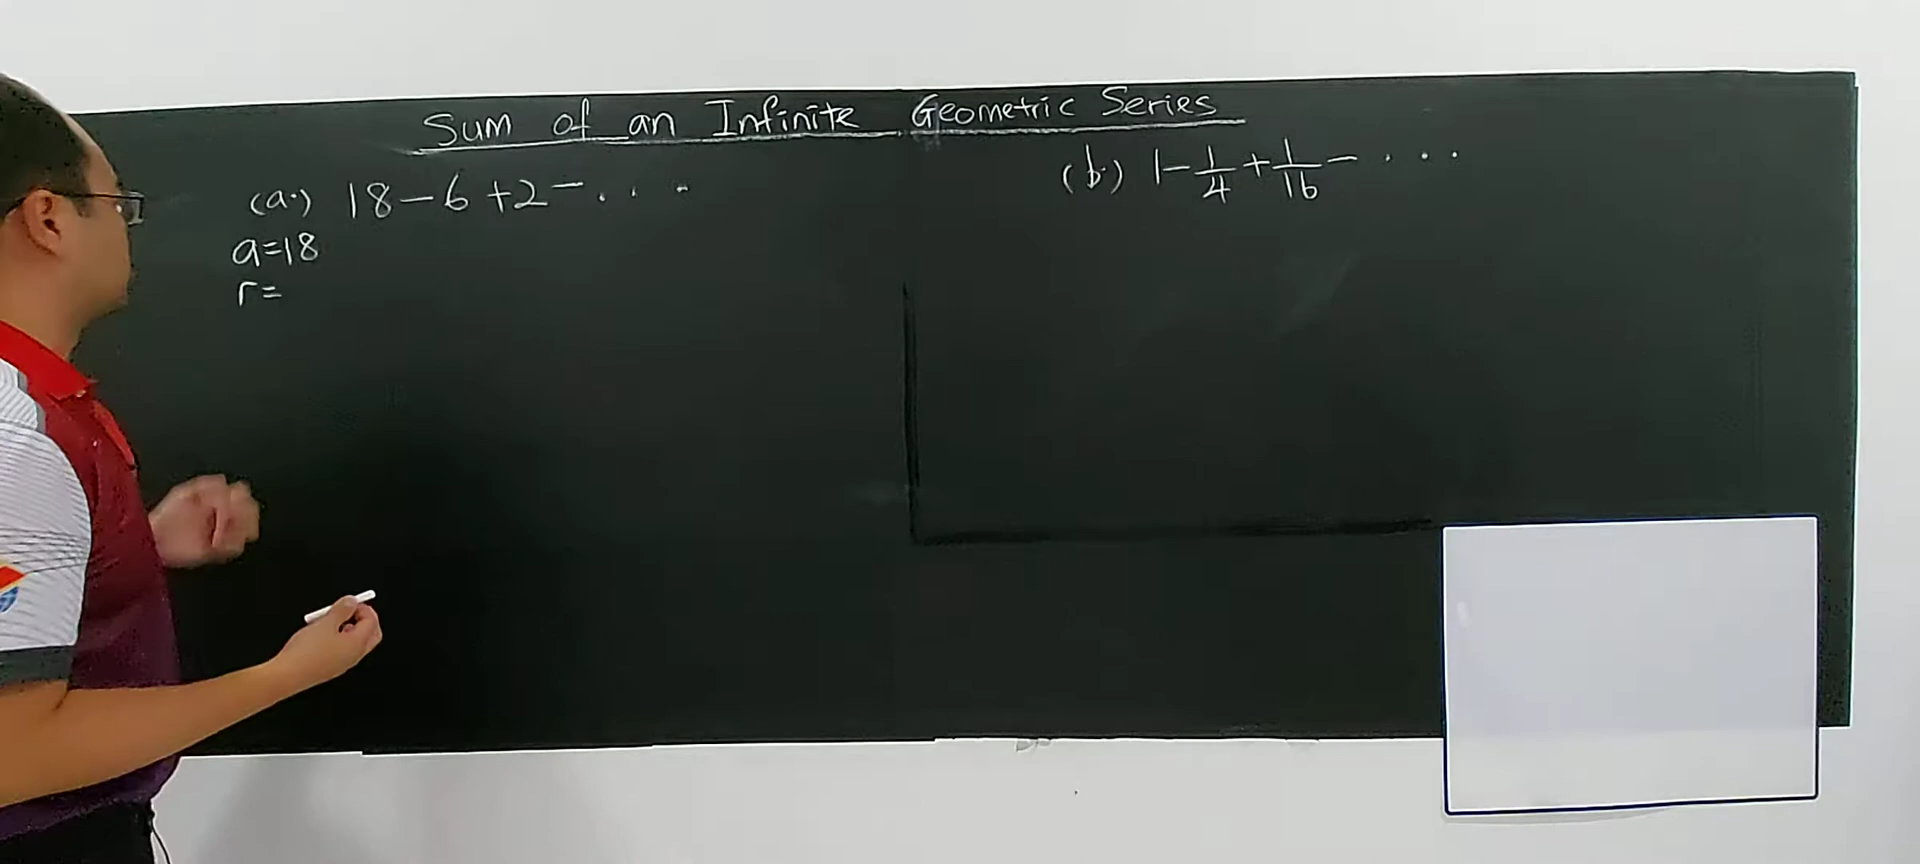 Sum of an Infinite Geometric Series
(a.) 18 - 6 + 2 - . . .
a = 18
r =
(b.) 1 - 1/4 + 1/16 - . . . .